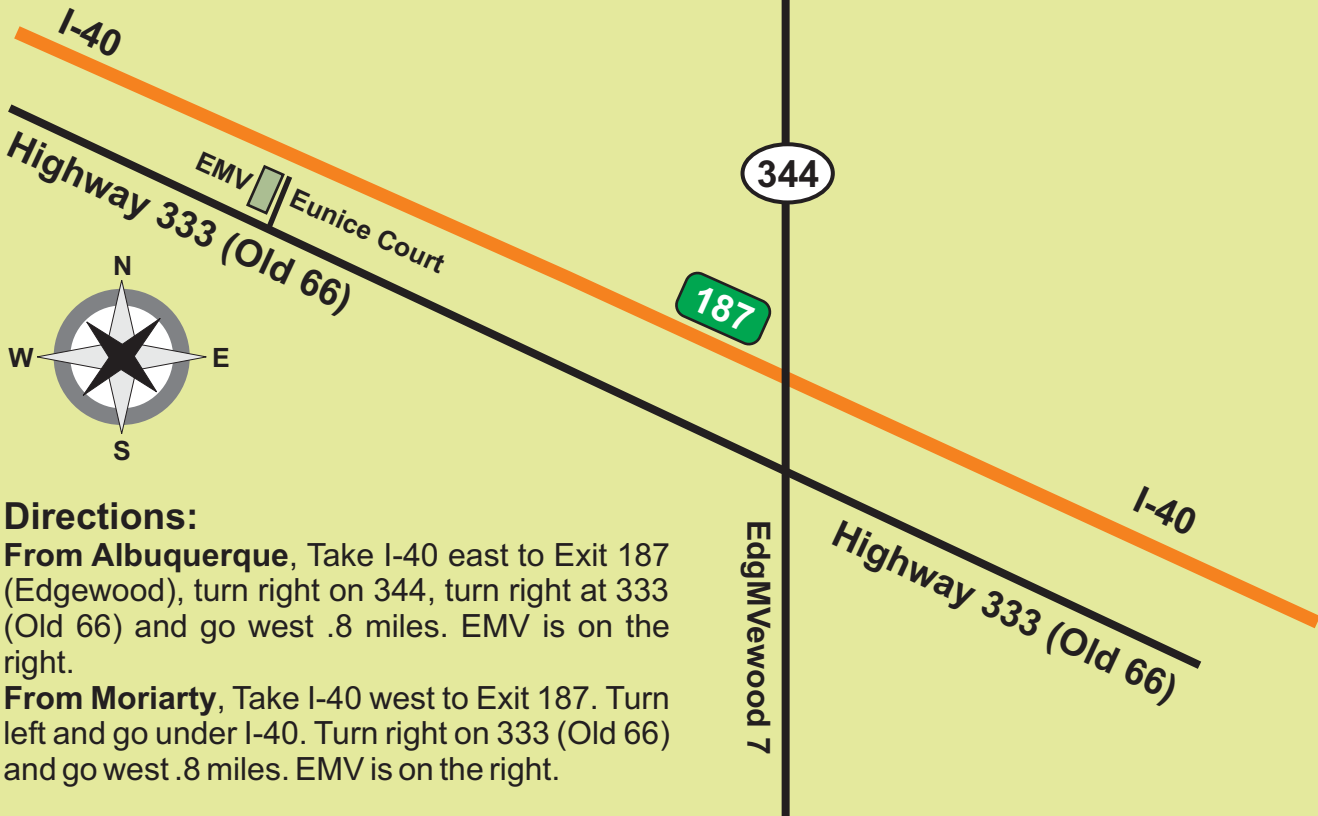 I-40
344
EMV
Eunice Court
Highway 333 (Old 66)
187
N
W
E
S
I-40
Highway 333 (Old 66)
EdgMVewood 7
Directions:
From Albuquerque, Take I-40 east to Exit 187
(Edgewood), turn right on 344, turn right at 333
(Old 66) and go west .8 miles. EMV is on the
right.
From Moriarty, Take I-40 west to Exit 187. Turn
left and go under I-40. Turn right on 333 (Old 66)
and go west .8 miles. EMV is on the right.